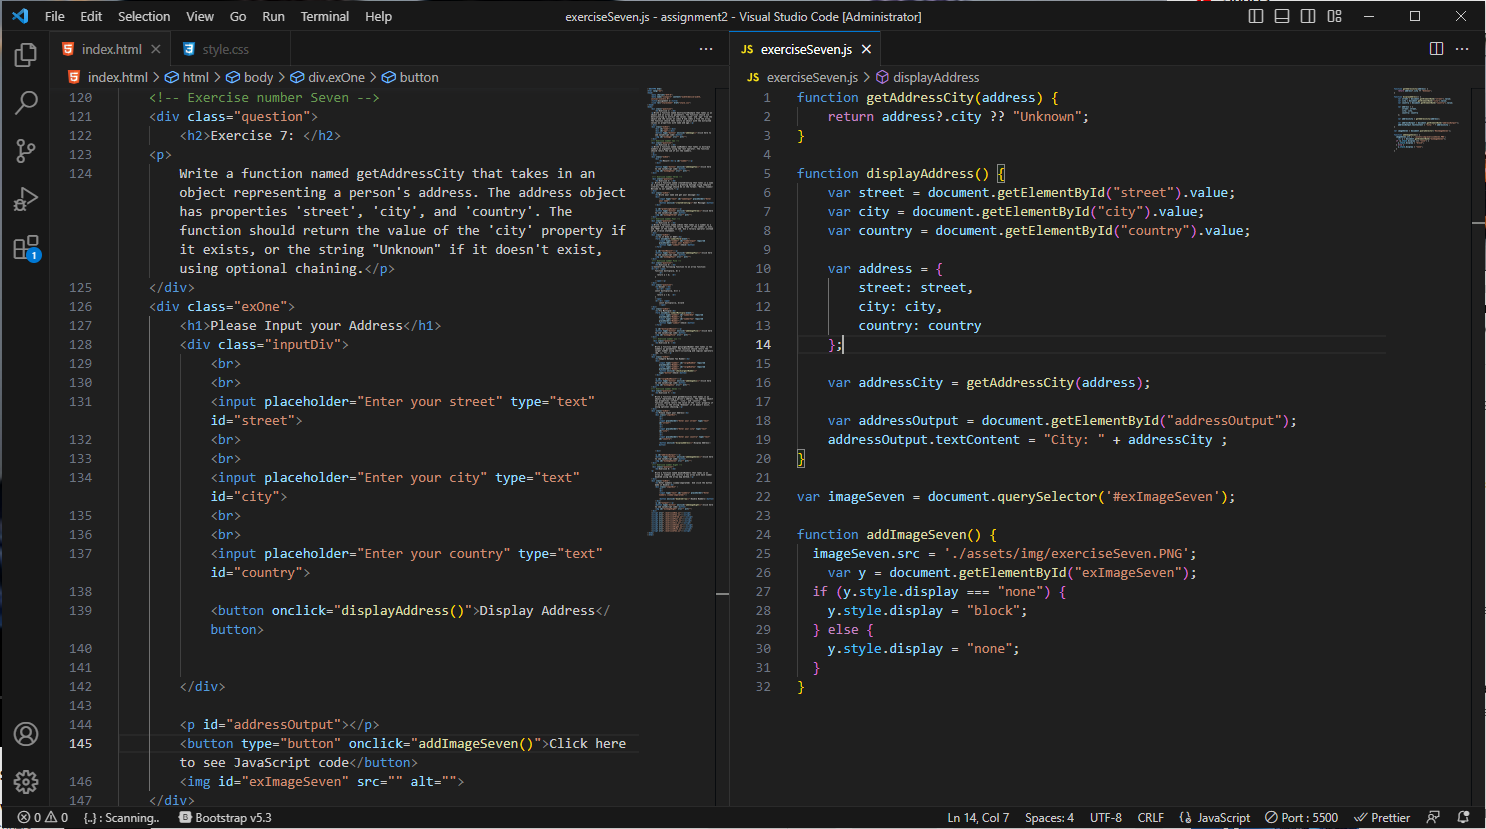 File Edit Selection View Go Run Terminal Help
exerciseSeven.js - assignment2 - Visual Studio Code [Administrator]
index.html
style.css
index.html > html > body > div.exOne > button
120 <!-- Exercise number Seven -->
121 <div class="question">
122 <h2>Exercise 7: </h2>
123 <p>
124 Write a function named getAddressCity that takes in an
object representing a person's address. The address object
has properties 'street', 'city', and 'country'. The
function should return the value of the 'city' property if
it exists, or the string "Unknown" if it doesn't exist,
using optional chaining.</p>
125 </div>
126 <div class="exOne">
127 <h1>Please Input your Address</h1>
128 <div class="inputDiv">
129 <br>
130 <br>
131 <input placeholder="Enter your street" type="text"
id="street">
132 <br>
133 <br>
134 <input placeholder="Enter your city" type="text"
id="city">
135 <br>
136 <br>
137 <input placeholder="Enter your country" type="text"
id="country">
138
139 <button onclick="displayAddress()">Display Address</
button>
140
141
142 </div>
143
144 <p id="addressOutput"></p>
145 <button type="button" onclick="addImageSeven()">Click here
to see JavaScript code</button>
146 <img id="exImageSeven" src="" alt="">
147 </div>
JS exerciseSeven.js
JS exerciseSeven.js > displayAddress
1 function getAddressCity(address) {
2 return address?.city ?? "Unknown";
3 }
4
5 function displayAddress() {
6 var street = document.getElementById("street").value;
7 var city = document.getElementById("city").value;
8 var country = document.getElementById("country").value;
9
10 var address = {
11 street: street,
12 city: city,
13 country: country
14 };
15
16 var addressCity = getAddressCity(address);
17
18 var addressOutput = document.getElementById("addressOutput");
19 addressOutput.textContent = "City: " + addressCity ;
20 }
21
22 var imageSeven = document.querySelector('#exImageSeven');
23
24 function addImageSeven() {
25 imageSeven.src = './assets/img/exerciseSeven.PNG';
26 var y = document.getElementById("exImageSeven");
27 if (y.style.display === "none") {
28 y.style.display = "block";
29 } else {
30 y.style.display = "none";
31 }
32 }
1
0 0 {..} : Scanning.. B Bootstrap v5.3
Ln 14, Col 7 Spaces: 4 UTF-8 CRLF {} JavaScript Port : 5500 Prettier